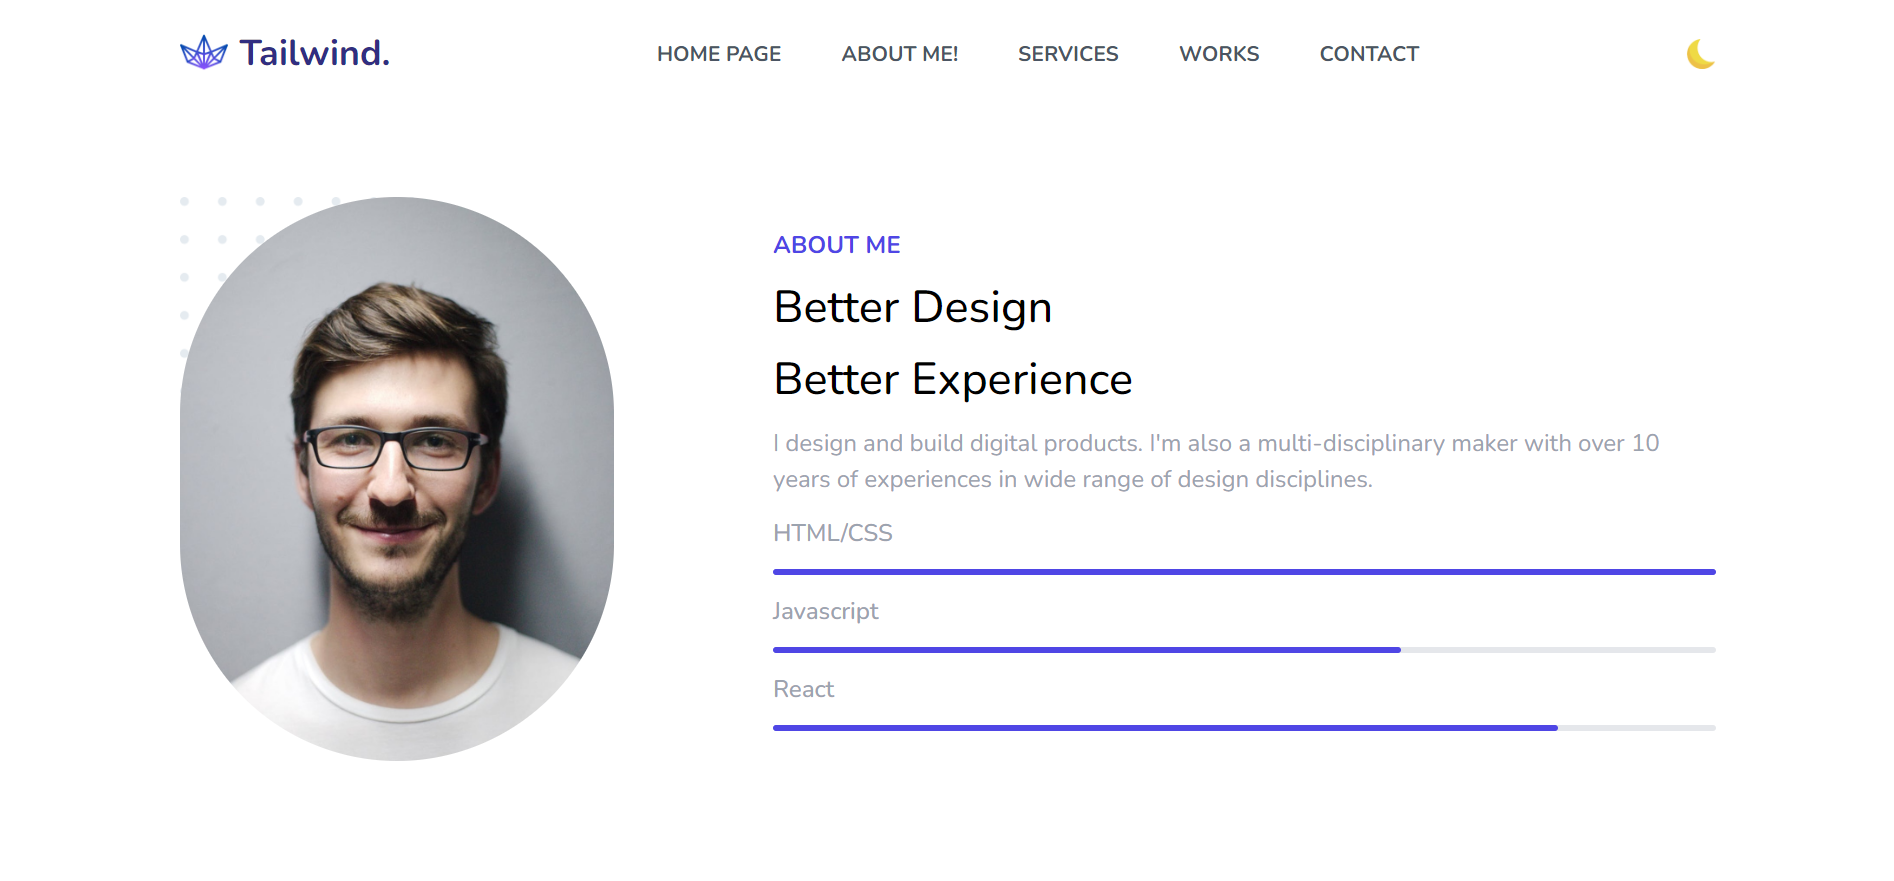 Tailwind.
HOME PAGE
ABOUT ME!
SERVICES
WORKS
CONTACT
ABOUT ME
Better Design
Better Experience
I design and build digital products. I'm also a multi-disciplinary maker with over 10
years of experiences in wide range of design disciplines.
HTML/CSS
Javascript
React